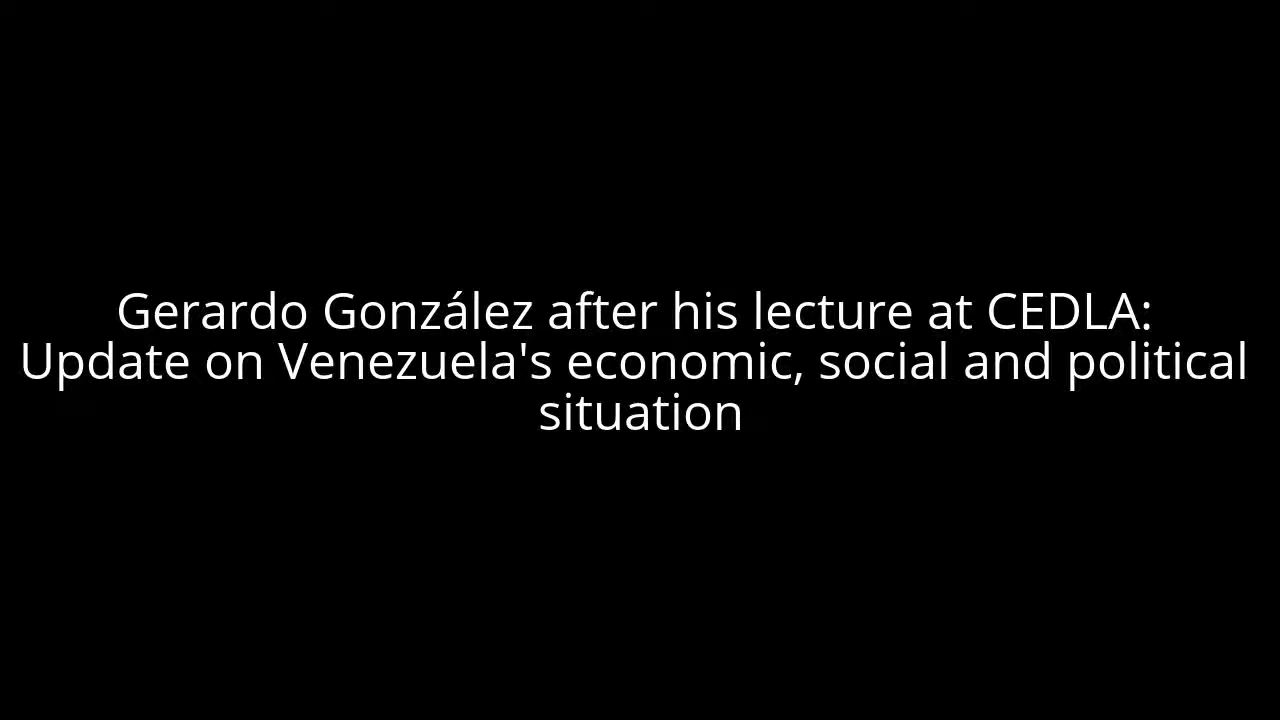 Gerardo González after his lecture at CEDLA:
Update on Venezuela's economic, social and political
situation